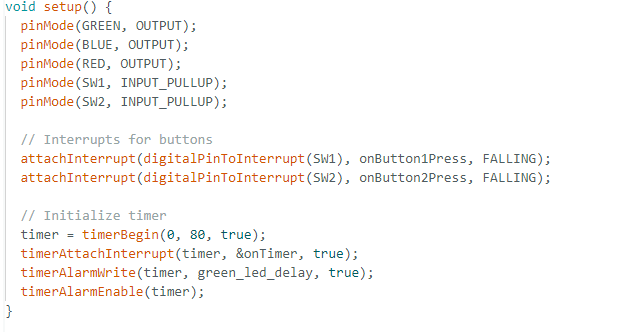 void setup() {
  pinMode(GREEN, OUTPUT);
  pinMode(BLUE, OUTPUT);
  pinMode(RED, OUTPUT);
  pinMode(SW1, INPUT_PULLUP);
  pinMode(SW2, INPUT_PULLUP);

  // Interrupts for buttons
  attachInterrupt(digitalPinToInterrupt(SW1), onButton1Press, FALLING);
  attachInterrupt(digitalPinToInterrupt(SW2), onButton2Press, FALLING);

  // Initialize timer
  timer = timerBegin(0, 80, true);
  timerAttachInterrupt(timer, &onTimer, true);
  timerAlarmWrite(timer, green_led_delay, true);
  timerAlarmEnable(timer);
}